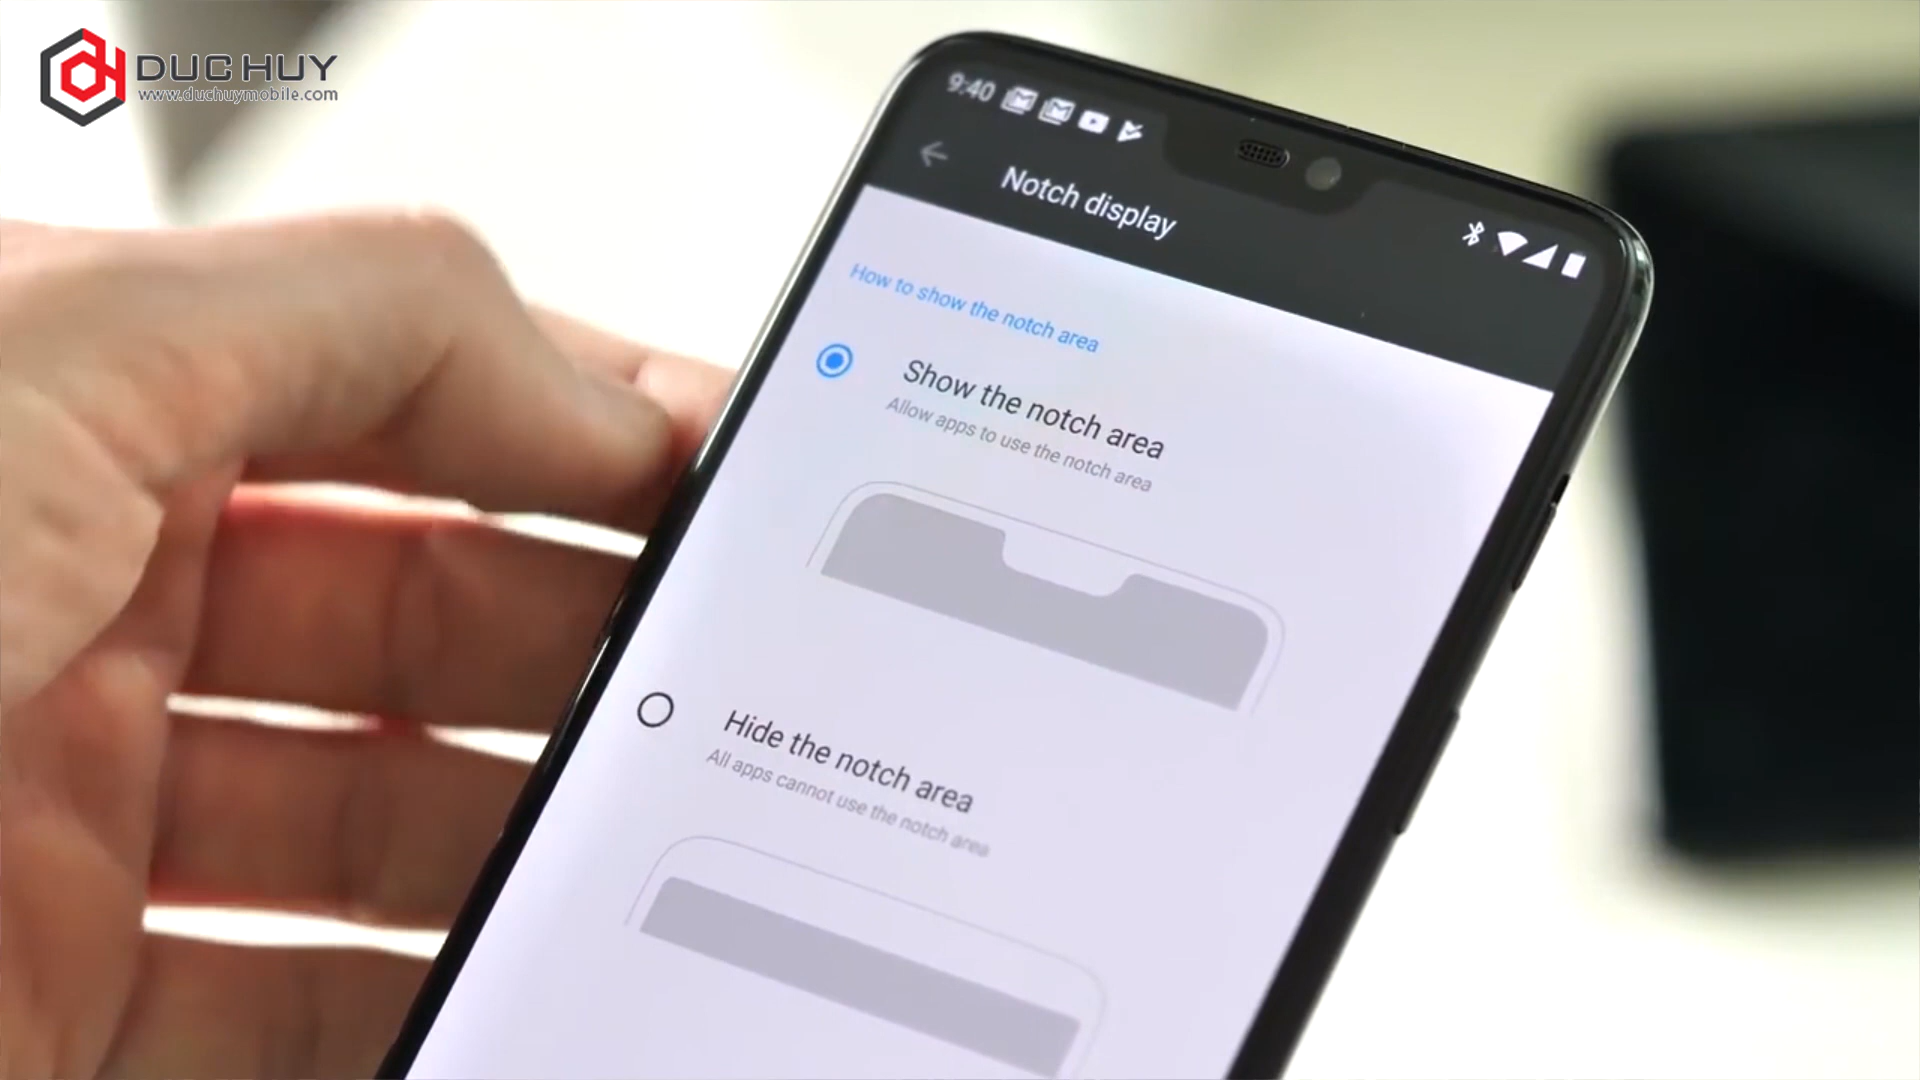 DUC HUY
www.duchuymobile.com
9:40
Notch display
How to show the notch area
Show the notch area
Allow apps to use the notch area
Hide the notch area
All apps cannot use the notch area